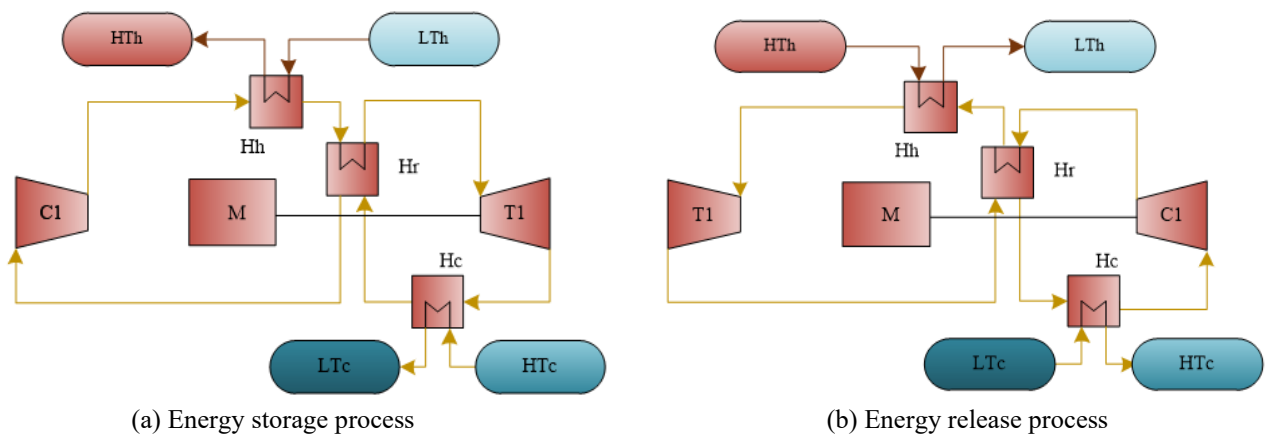 HTh
LTh
Hh
Hr
C1
M
T1
Hc
LTc
HTc
(a) Energy storage process
HTh
LTh
Hh
Hr
T1
M
C1
Hc
LTc
HTc
(b) Energy release process